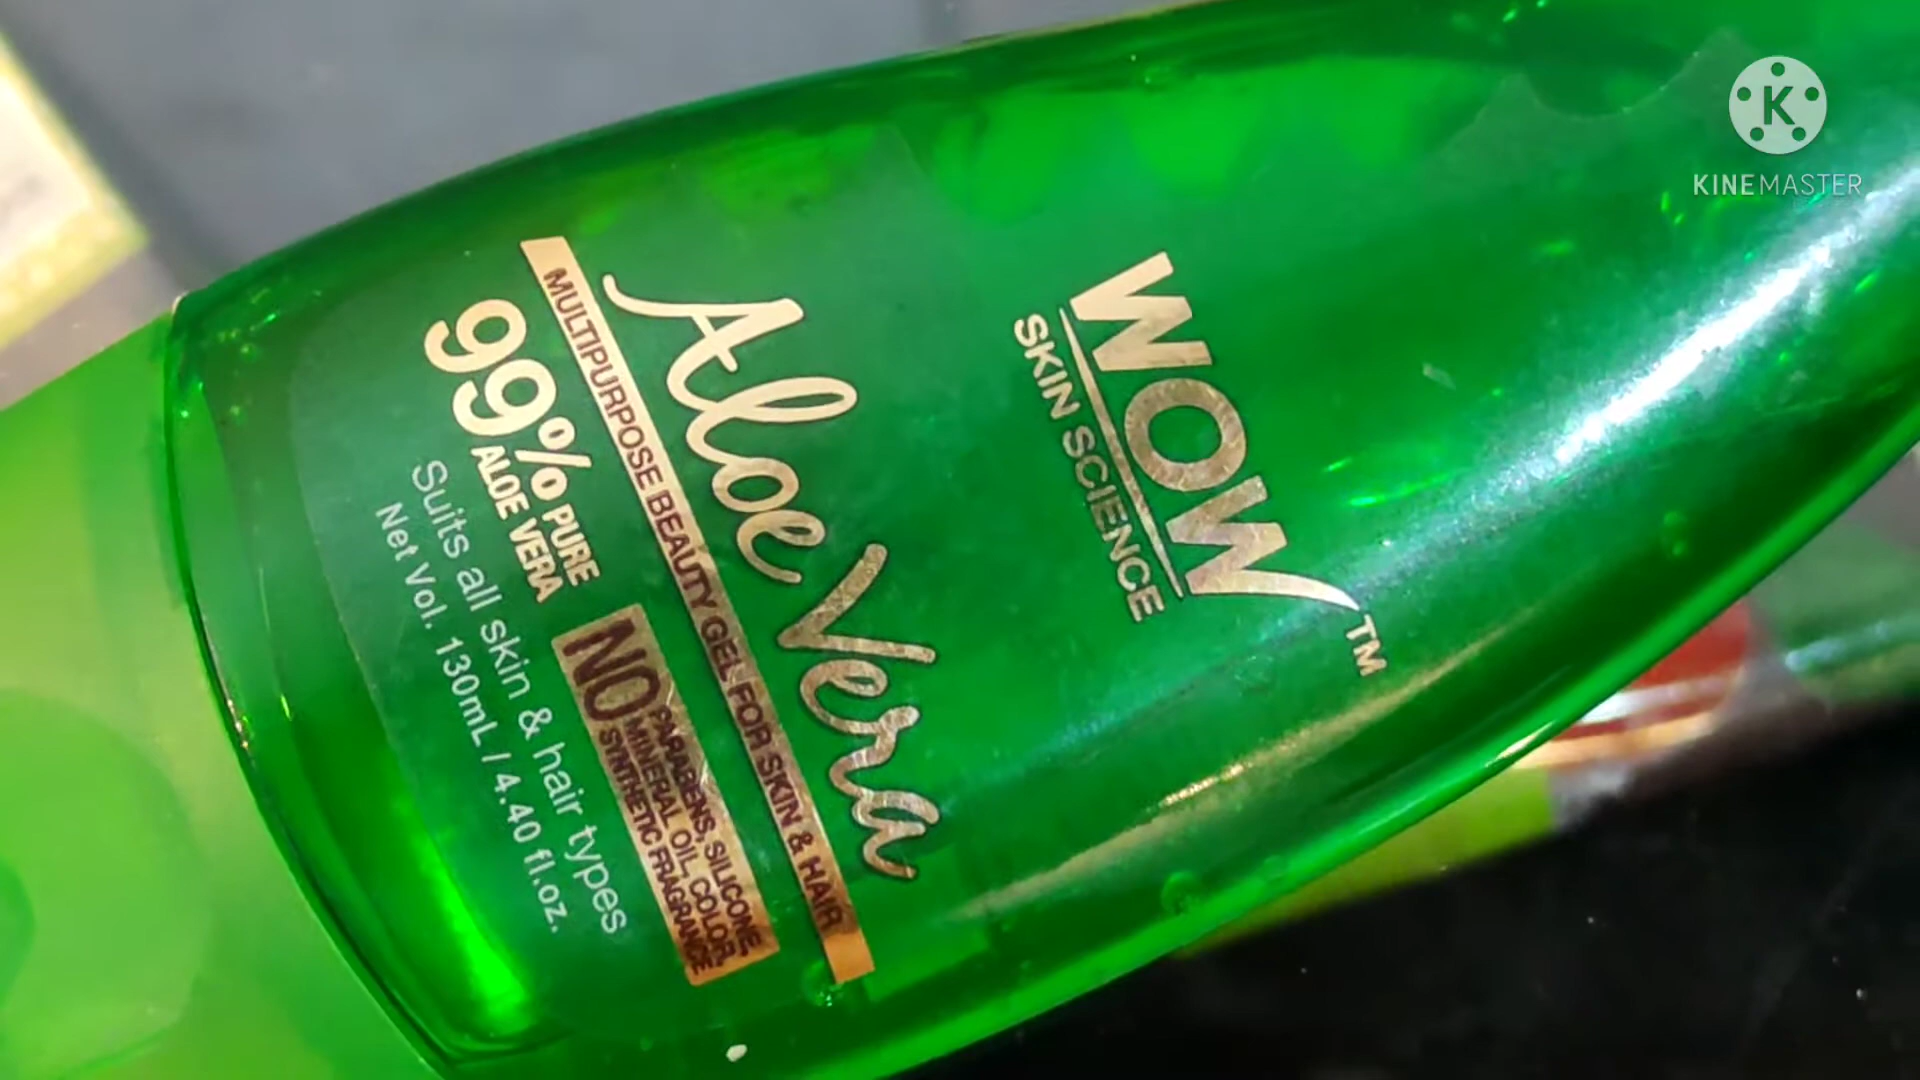 WOW™
SKIN SCIENCE
Aloe Vera
MULTIPURPOSE BEAUTY GEL FOR SKIN & HAIR
99% PURE
ALOE VERA
NO PARABENS, SILICONE,
MINERAL OIL, COLOR,
SYNTHETIC FRAGRANCE
Suits all skin & hair types
Net Vol. 130mL / 4.40 fl.oz.
K
KINEMASTER